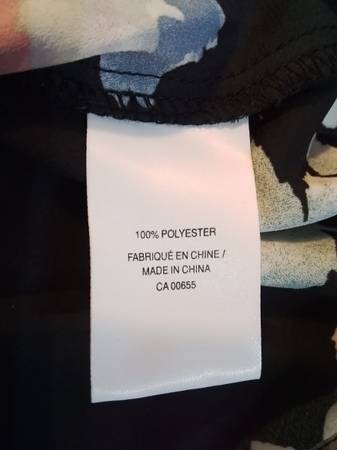 100% POLYESTER
FABRIQUÉ EN CHINE /
MADE IN CHINA
CA 00655